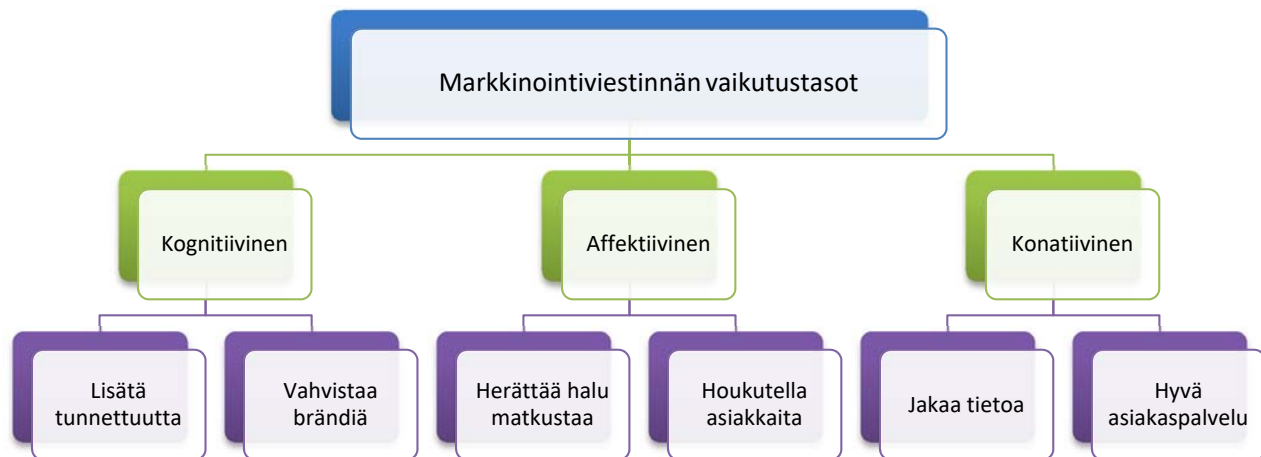 Markkinointiviestinnän vaikutustasot
Kognitiivinen
Affektiivinen
Konatiivinen
Lisätä
tunnettuutta
Vahvistaa
brändiä
Herättää halu
matkustaa
Houkutella
asiakkaita
Jakaa tietoa
Hyvä
asiakaspalvelu